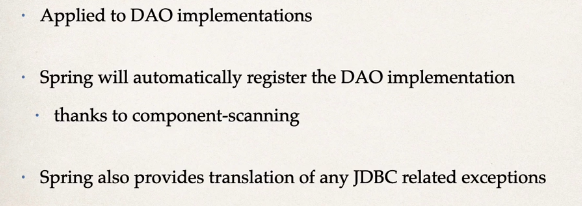 · Applied to DAO implementations
· Spring will automatically register the DAO implementation
· thanks to component-scanning
· Spring also provides translation of any JDBC related exceptions